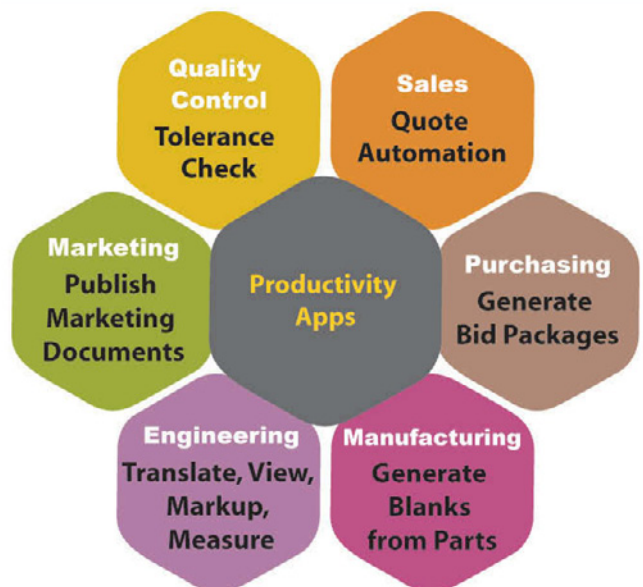 Quality
Control
Tolerance
Check
Sales
Quote
Automation
Marketing
Publish
Marketing
Documents
Productivity
Apps
Purchasing
Generate
Bid Packages
Engineering
Translate, View,
Markup,
Measure
Manufacturing
Generate
Blanks
from Parts